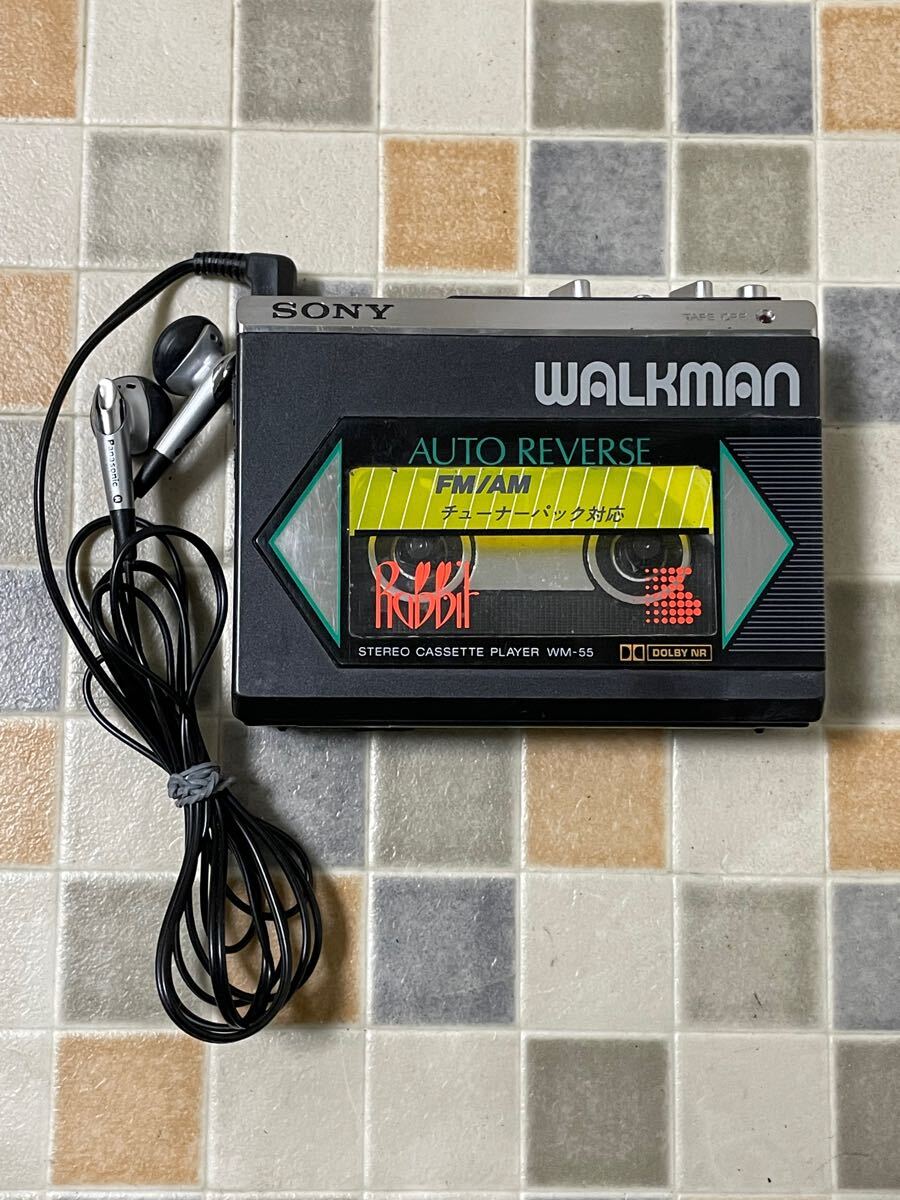 SONY
TAPE OFF
WALKMAN
AUTO REVERSE
FM/AM
チューナーパック対応
Rabbit
STEREO CASSETTE PLAYER WM-55
DOLBY NR
Panasonic